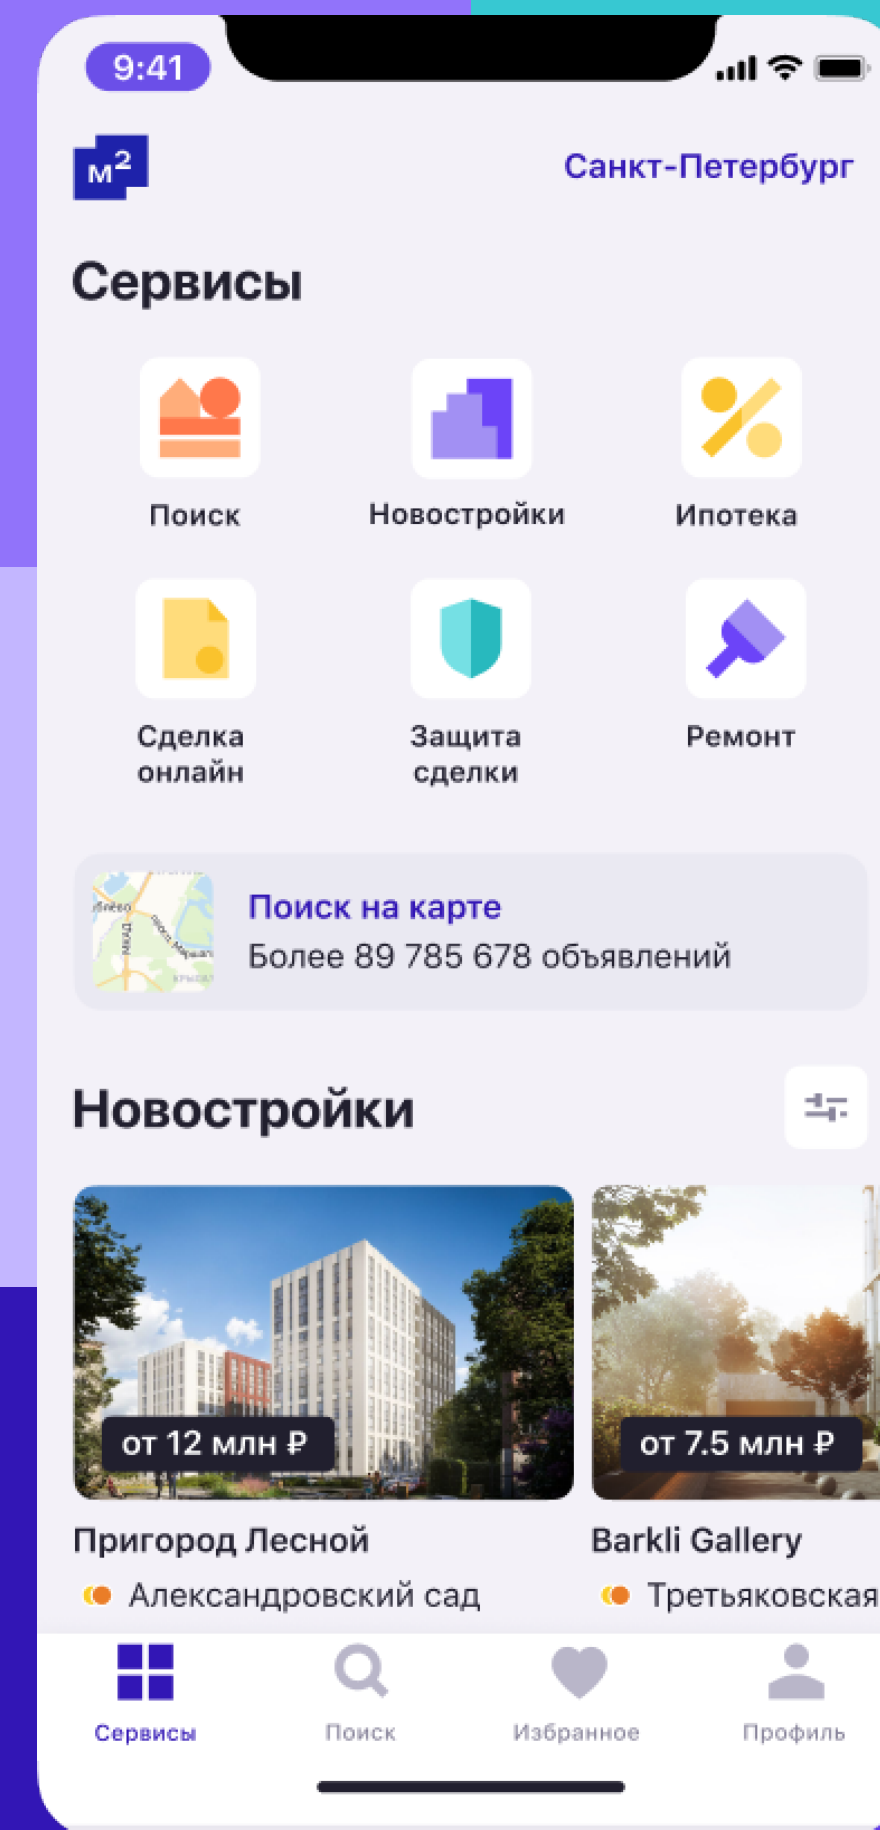 9:41
м²
Санкт-Петербург
Сервисы
Поиск
Новостройки
Ипотека
Сделка
онлайн
Защита
сделки
Ремонт
МКАД
Поиск на карте
Более 89 785 678 объявлений
Новостройки
от 12 млн ₽
от 7.5 млн ₽
Пригород Лесной
Barkli Gallery
Александровский сад
Третьяковская
Сервисы
Поиск
Избранное
Профиль